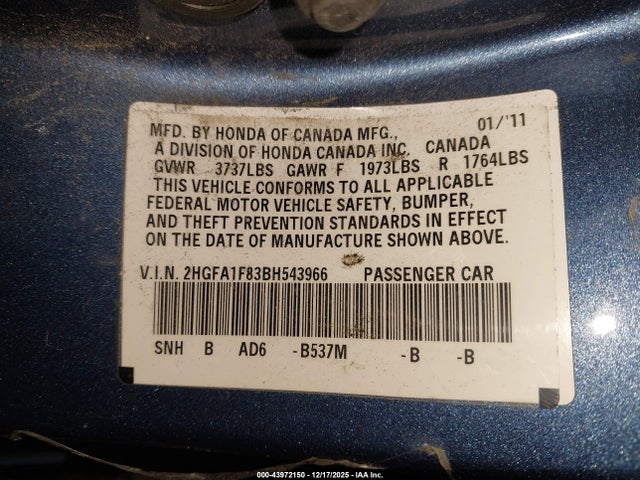 01/'11
MFD. BY HONDA OF CANADA MFG.,
A DIVISION OF HONDA CANADA INC. CANADA
GVWR 3737LBS GAWR F 1973LBS R 1764LBS
THIS VEHICLE CONFORMS TO ALL APPLICABLE
FEDERAL MOTOR VEHICLE SAFETY, BUMPER,
AND THEFT PREVENTION STANDARDS IN EFFECT
ON THE DATE OF MANUFACTURE SHOWN ABOVE.
V.I.N. 2HGFA1F83BH543966 PASSENGER CAR
SNH B AD6 -B537M -B -B
000-43972150 - 12/17/2025 - IAA Inc.